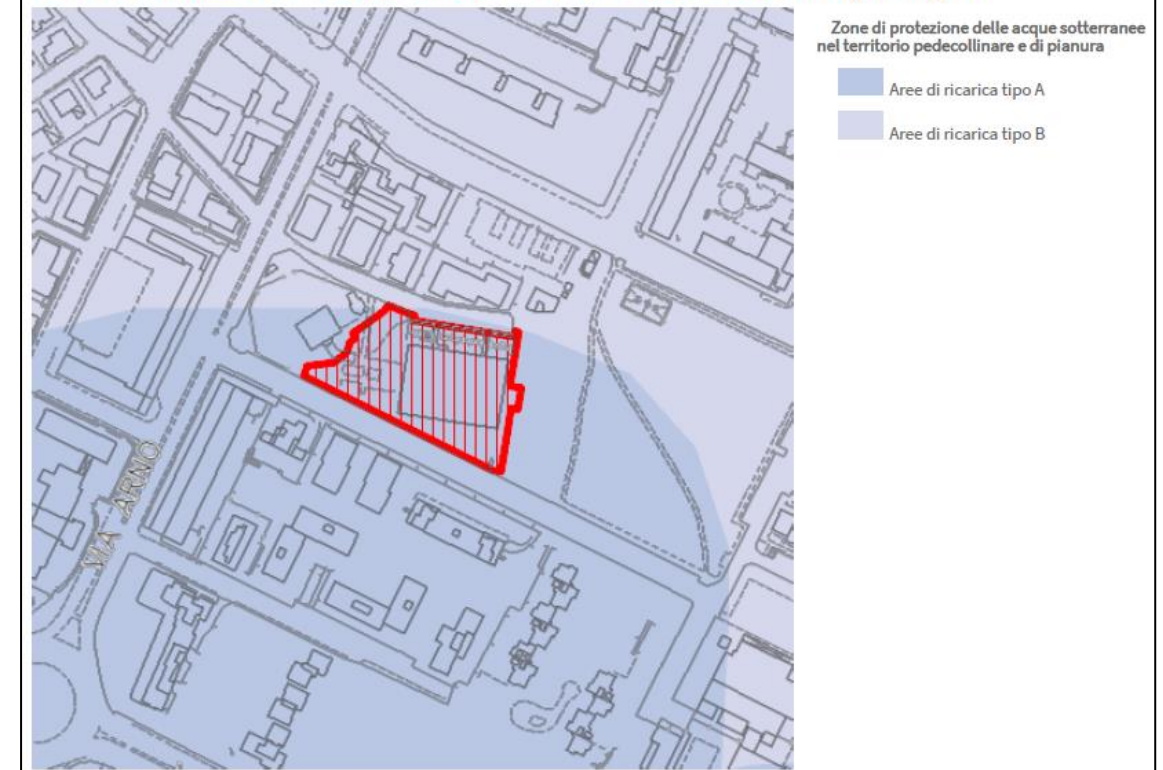 Zone di protezione delle acque sotterranee
nel territorio pedecollinare e di pianura
Aree di ricarica tipo A
Aree di ricarica tipo B
VIA ARNO